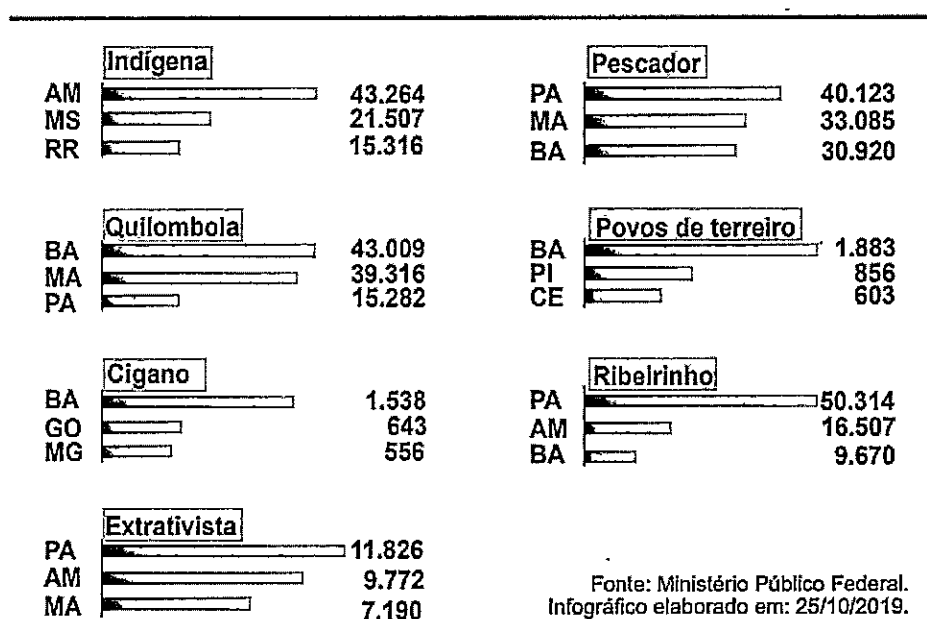 Indígena
AM 43.264
MS 21.507
RR 15.316
Pescador
PA 40.123
MA 33.085
BA 30.920
Quilombola
BA 43.009
MA 39.316
PA 15.282
Povos de terreiro
BA 1.883
PI 856
CE 603
Cigano
BA 1.538
GO 643
MG 556
Ribeirinho
PA 50.314
AM 16.507
BA 9.670
Extrativista
PA 11.826
AM 9.772
MA 7.190
Fonte: Ministério Público Federal.
Infográfico elaborado em: 25/10/2019.